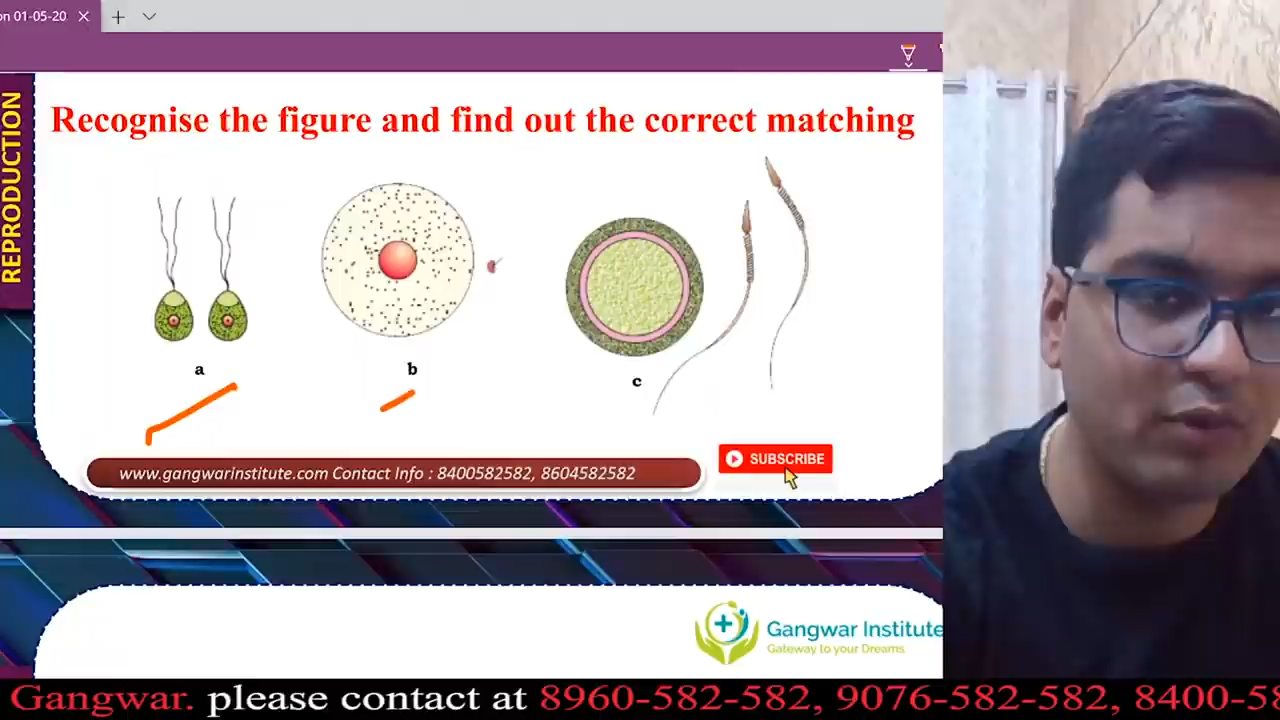 on 01-05-20
REPRODUCTION
Recognise the figure and find out the correct matching
a
b
c
www.gangwarinstitute.com Contact Info : 8400582582, 8604582582
SUBSCRIBE
Gangwar Institute
Gateway to your Dreams
Gangwar. please contact at 8960-582-582, 9076-582-582, 8400-58